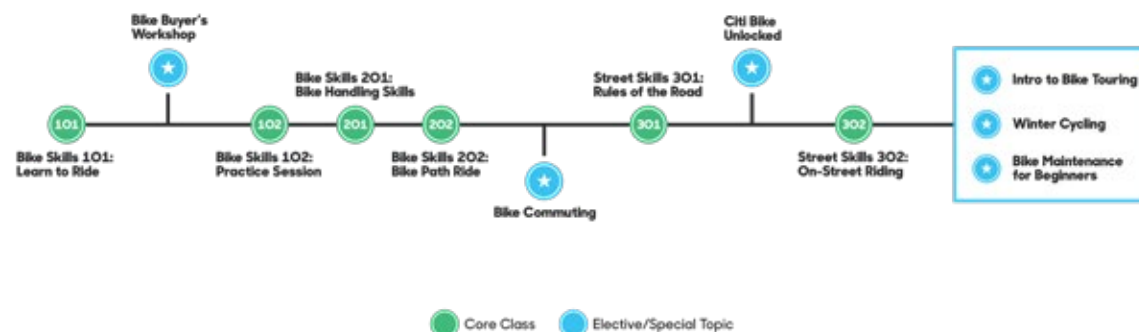 Bike Buyer's
Workshop
Citi Bike
Unlocked
Bike Skills 201:
Bike Handling Skills
Street Skills 301:
Rules of the Road
Intro to Bike Touring
101
102
201
202
301
302
Winter Cycling
Bike Skills 101:
Learn to Ride
Bike Skills 102:
Practice Session
Bike Skills 202:
Bike Path Ride
Street Skills 302:
On-Street Riding
Bike Maintenance
for Beginners
Bike Commuting
Core Class
Elective/Special Topic